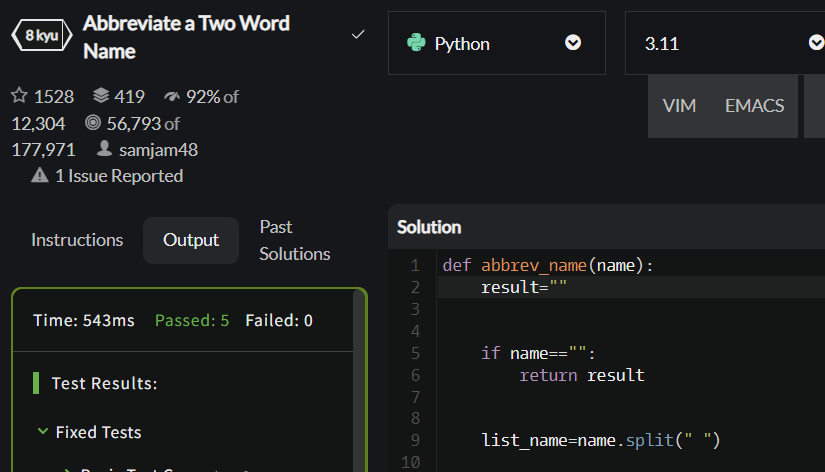 8 kyu
Abbreviate a Two Word
Name
Python
3.11
1528 419 92% of
12,304 56,793 of
177,971 samjam48
1 Issue Reported
VIM EMACS
Instructions
Output
Past
Solutions
Time: 543ms Passed: 5 Failed: 0
Test Results:
Fixed Tests
Solution
1 def abbrev_name(name):
2 result=""
3
4
5 if name=="":
6 return result
7
8
9 list_name=name.split(" ")
10